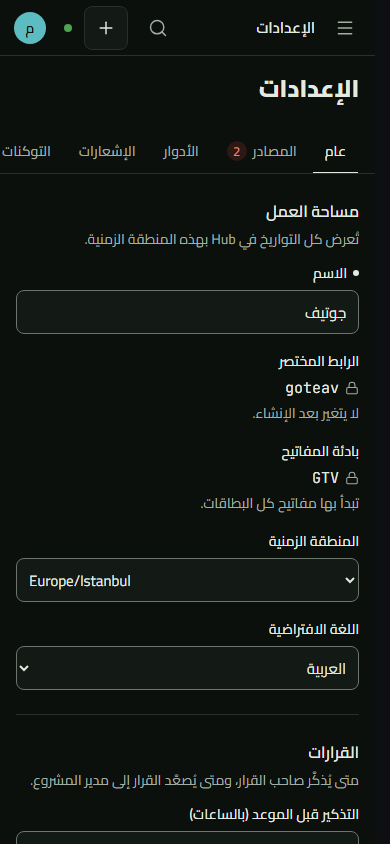 الإعدادات
م
الإعدادات
عام
المصادر 2
الأدوار
الإشعارات
التوكنات
مساحة العمل
تُعرض كل التواريخ في Hub بهذه المنطقة الزمنية.
الاسم
جوتيف
الرابط المختصر
goteav
لا يتغير بعد الإنشاء.
بادئة المفاتيح
GTV
تبدأ بها مفاتيح كل البطاقات.
المنطقة الزمنية
Europe/Istanbul
اللغة الافتراضية
العربية
القرارات
متى يُذكَّر صاحب القرار، ومتى يُصعَّد القرار إلى مدير المشروع.
التذكير قبل الموعد (بالساعات)